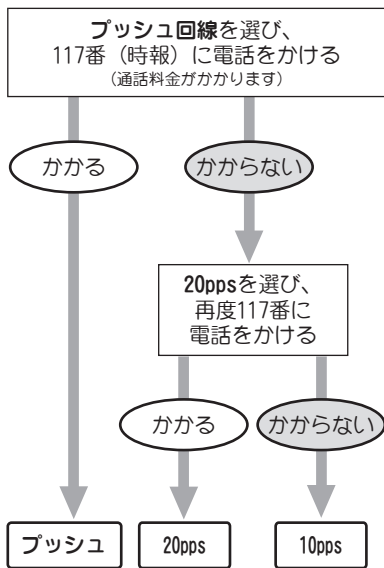 プッシュ回線を選び、
117番（時報）に電話をかける
（通話料金がかかります）
かかる
かからない
20ppsを選び、
再度117番に
電話をかける
かかる
かからない
プッシュ
20pps
10pps